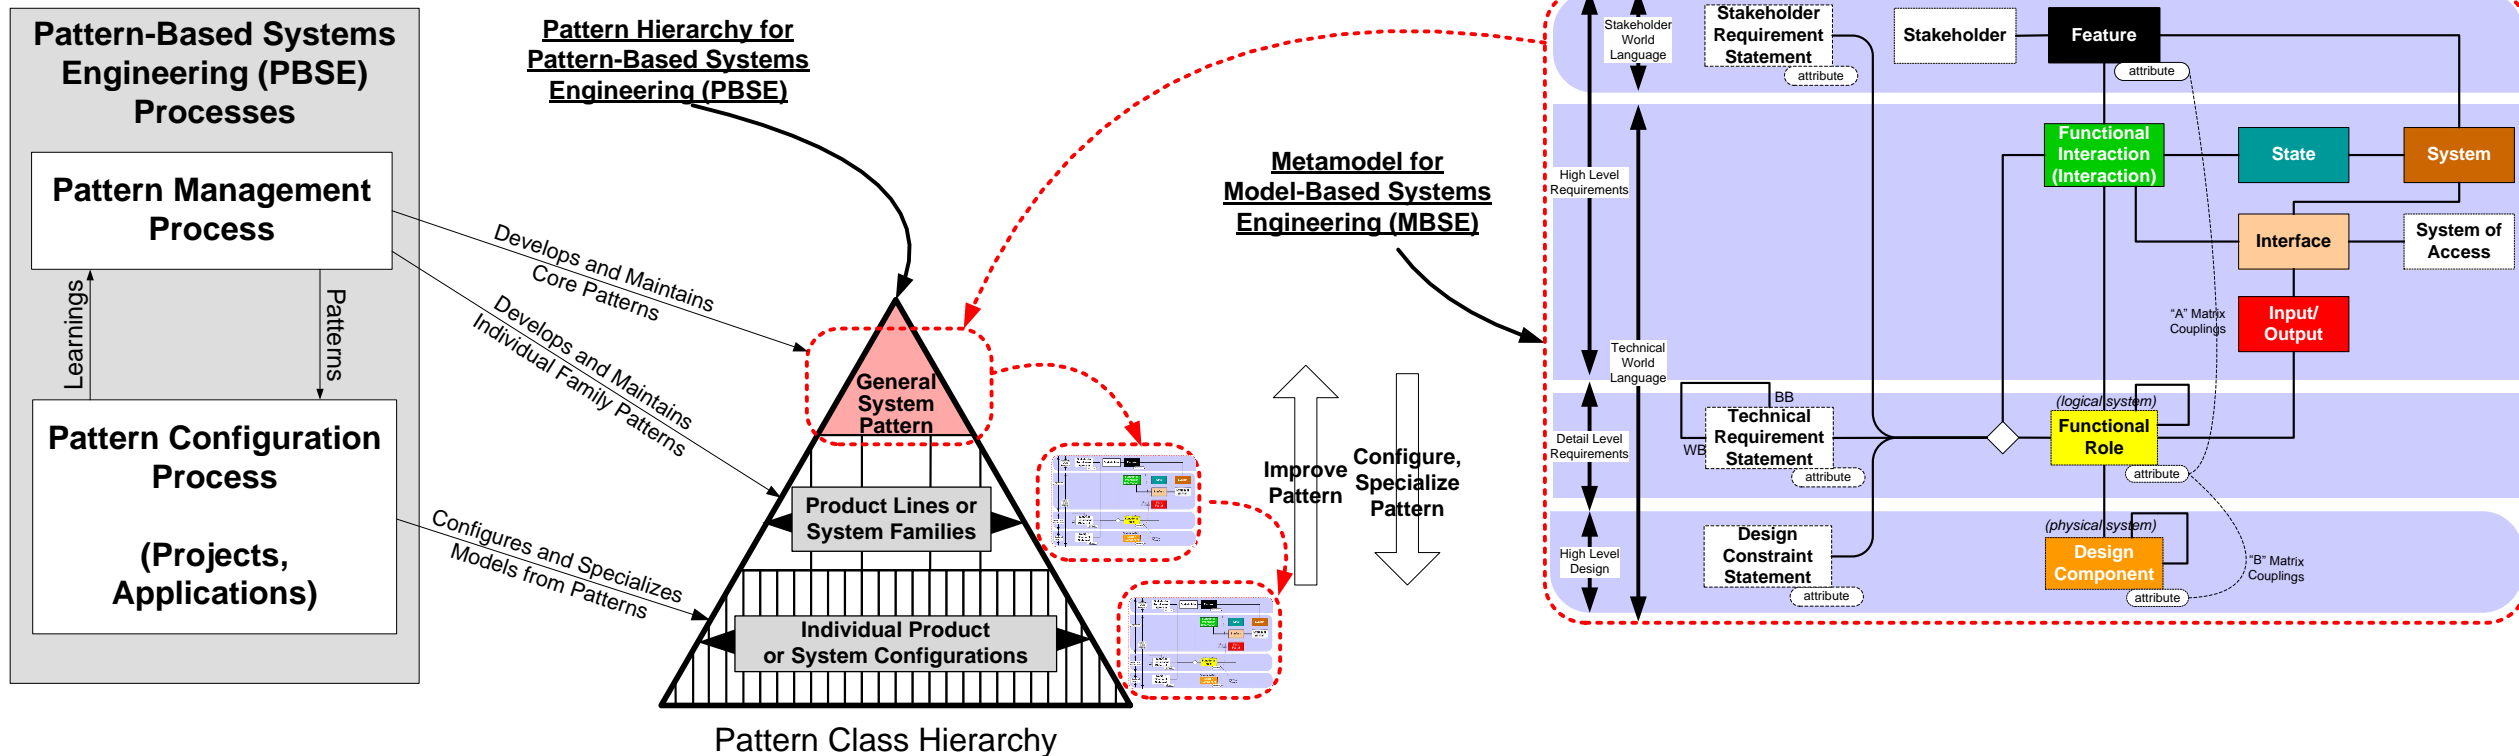 Pattern-Based Systems
Engineering (PBSE)
Processes
Pattern Management
Process
Learnings
Patterns
Pattern Configuration
Process
(Projects,
Applications)
Pattern Hierarchy for
Pattern-Based Systems
Engineering (PBSE)
Develops and Maintains
Core Patterns
Develops and Maintains
Individual Family Patterns
Configures and Specializes
Models from Patterns
General
System
Pattern
Product Lines or
System Families
Individual Product
or System Configurations
Pattern Class Hierarchy
Improve
Pattern
Configure,
Specialize
Pattern
Metamodel for
Model-Based Systems
Engineering (MBSE)
Stakeholder
World
Language
High Level
Requirements
Technical
World
Language
Detail Level
Requirements
High Level
Design
Stakeholder
Requirement
Statement
attribute
Stakeholder
Feature
attribute
Functional
Interaction
(Interaction)
State
System
Interface
System of
Access
Input/
Output
"A" Matrix
Couplings
BB
WB
Technical
Requirement
Statement
attribute
(logical system)
Functional
Role
attribute
Design
Constraint
Statement
attribute
(physical system)
Design
Component
attribute
"B" Matrix
Couplings